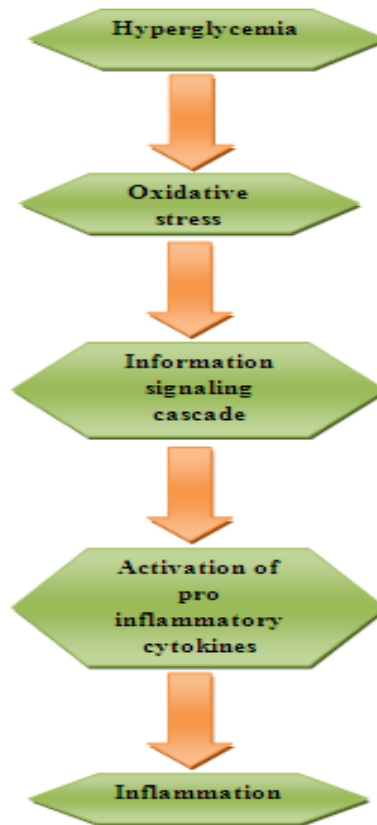 Hyperglycemia
Oxidative
stress
Information
signaling
cascade
Activation of
pro
inflammatory
cytokines
Inflammation